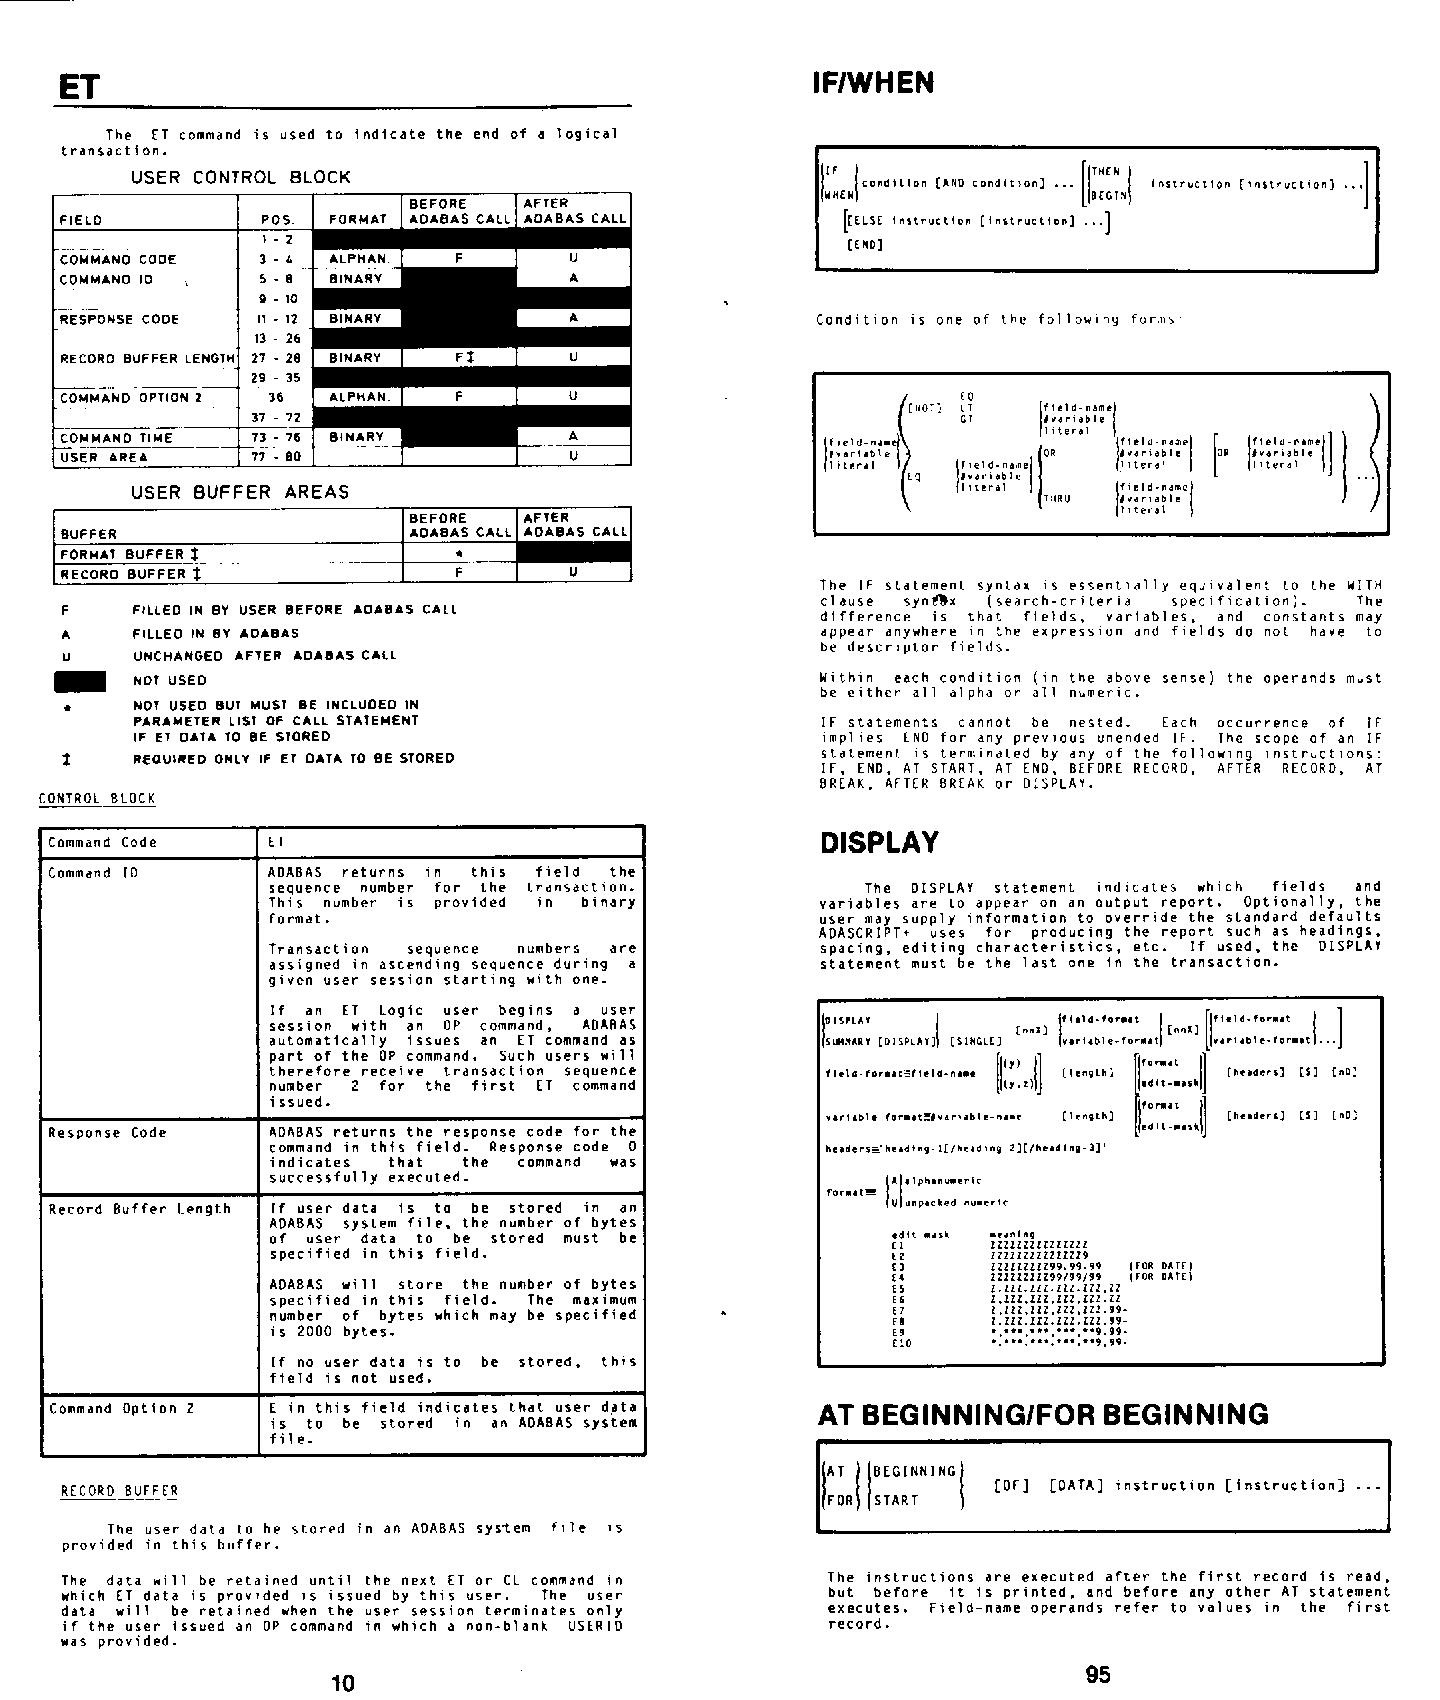 ET
The ET command is used to indicate the end of a logical
transaction.
USER CONTROL BLOCK
FIELD POS. FORMAT BEFORE ADABAS CALL AFTER ADABAS CALL
1 - 2
COMMAND CODE 3 - 4 ALPHAN. F U
COMMAND ID 5 - 8 BINARY A
9 - 10
RESPONSE CODE 11 - 12 BINARY A
13 - 26
RECORD BUFFER LENGTH 27 - 28 BINARY F‡ U
29 - 35
COMMAND OPTION 2 36 ALPHAN. F U
37 - 72
COMMAND TIME 73 - 76 BINARY A
USER AREA 77 - 80 U
USER BUFFER AREAS
BUFFER BEFORE ADABAS CALL AFTER ADABAS CALL
FORMAT BUFFER ‡ *
RECORD BUFFER ‡ F U
F FILLED IN BY USER BEFORE ADABAS CALL
A FILLED IN BY ADABAS
U UNCHANGED AFTER ADABAS CALL
NOT USED
* NOT USED BUT MUST BE INCLUDED IN
PARAMETER LIST OF CALL STATEMENT
IF ET DATA TO BE STORED
‡ REQUIRED ONLY IF ET DATA TO BE STORED
CONTROL BLOCK
Command Code ET
Command ID ADABAS returns in this field the
sequence number for the transaction.
This number is provided in binary
format.
Transaction sequence numbers are
assigned in ascending sequence during a
given user session starting with one.
If an ET Logic user begins a user
session with an OP command, ADABAS
automatically issues an ET command as
part of the OP command. Such users will
therefore receive transaction sequence
number 2 for the first ET command
issued.
Response Code ADABAS returns the response code for the
command in this field. Response code 0
indicates that the command was
successfully executed.
Record Buffer Length If user data is to be stored in an
ADABAS system file, the number of bytes
of user data to be stored must be
specified in this field.
ADABAS will store the number of bytes
specified in this field. The maximum
number of bytes which may be specified
is 2000 bytes.
If no user data is to be stored, this
field is not used.
Command Option 2 E in this field indicates that user data
is to be stored in an ADABAS system
file.
RECORD BUFFER
The user data to be stored in an ADABAS system file is
provided in this buffer.
The data will be retained until the next ET or CL command in
which ET data is provided is issued by this user. The user
data will be retained when the user session terminates only
if the user issued an OP command in which a non-blank USERID
was provided.
10
IF/WHEN
{IF
WHEN} condition [AND condition] ... [{THEN
BEGIN} instruction [instruction] ...]
[[ELSE instruction [instruction] ...]
[END]
Condition is one of the following forms:
{field-name
#variable
literal}
[NOT] EQ
LT
GT
{field-name
#variable
literal}
EQ {field-name
#variable
literal}
OR {field-name
#variable
literal} [OR {field-name
#variable
literal}] ...
THRU {field-name
#variable
literal}
The IF statement syntax is essentially equivalent to the WITH
clause syntax (search-criteria specification). The
difference is that fields, variables, and constants may
appear anywhere in the expression and fields do not have to
be descriptor fields.
Within each condition (in the above sense) the operands must
be either all alpha or all numeric.
IF statements cannot be nested. Each occurrence of IF
implies END for any previous unended IF. The scope of an IF
statement is terminated by any of the following instructions:
IF, END, AT START, AT END, BEFORE RECORD, AFTER RECORD, AT
BREAK, AFTER BREAK or DISPLAY.
DISPLAY
The DISPLAY statement indicates which fields and
variables are to appear on an output report. Optionally, the
user may supply information to override the standard defaults
ADASCRIPT+ uses for producing the report such as headings,
spacing, editing characteristics, etc. If used, the DISPLAY
statement must be the last one in the transaction.
{DISPLAY
SUMMARY [DISPLAY]} [SINGLE] [nnX] {field-format
variable-format} [nnX] [{field-format
variable-format}...]
field-format≡field-name [{(y)
(y,z)}] [length] [{format
edit-mask}] [headers] [S] [nD]
variable format≡#variable-name [length] [{format
edit-mask}] [headers] [S] [nD]
headers≡'heading-1[/heading 2][/heading-3]'
format≡ {A alphanumeric
U unpacked numeric
edit mask meaning
E1 ZZZZZZZZZZZZZZZ
E2 ZZZZZZZZZZZZZZ9
E3 ZZZZZZZZZ99.99.99 (FOR DATE)
E4 ZZZZZZZZZ99/99/99 (FOR DATE)
E5 Z.ZZZ.ZZZ.ZZZ.ZZZ,ZZ
E6 Z,ZZZ,ZZZ,ZZZ,ZZZ.ZZ
E7 Z,ZZZ,ZZZ,ZZZ,ZZZ.99-
E8 Z.ZZZ.ZZZ.ZZZ.ZZZ,99-
E9 *,***,***,***,**9.99-
E10 *.***.***.***.**9,99-
AT BEGINNING/FOR BEGINNING
{AT
FOR} {BEGINNING
START} [OF] [DATA] instruction [instruction] ...
The instructions are executed after the first record is read,
but before it is printed, and before any other AT statement
executes. Field-name operands refer to values in the first
record.
95